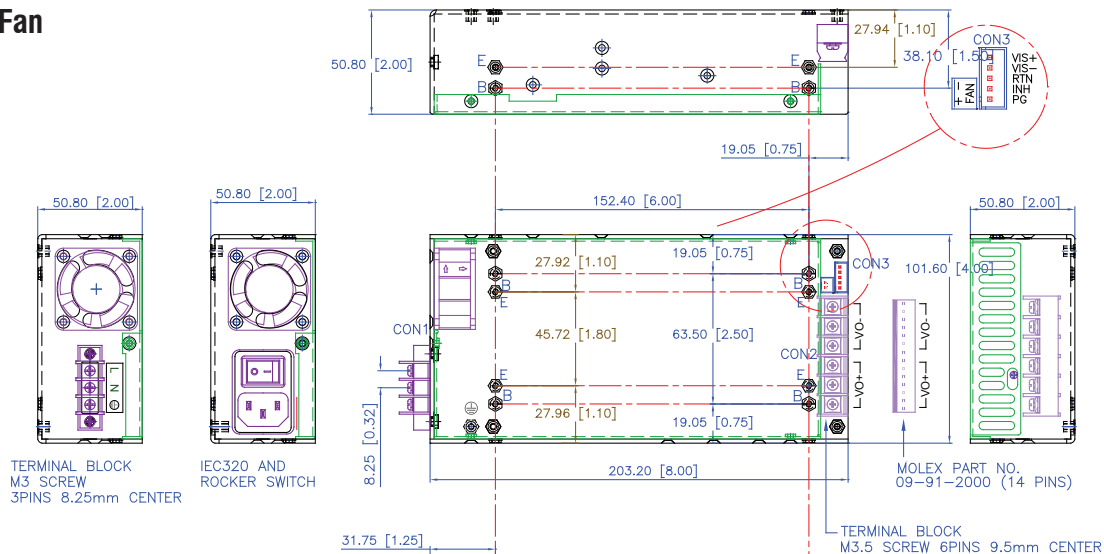 Fan
50.80 [2.00]
27.94 [1.10]
38.10 [1.50]
CON3
VIS+
VIS-
RTN
INH
PG
+ -
FAN
E
B
E
B
19.05 [0.75]
50.80 [2.00]
50.80 [2.00]
152.40 [6.00]
50.80 [2.00]
27.92 [1.10]
19.05 [0.75]
CON3
101.60 [4.00]
B
E
B
E
CON1
45.72 [1.80]
63.50 [2.50]
CON2
VO-
VO-
VO+
VO+
L N
E
B
E
B
27.96 [1.10]
19.05 [0.75]
8.25 [0.32]
203.20 [8.00]
TERMINAL BLOCK
M3 SCREW
3PINS 8.25mm CENTER
IEC320 AND
ROCKER SWITCH
MOLEX PART NO.
09-91-2000 (14 PINS)
31.75 [1.25]
TERMINAL BLOCK
M3.5 SCREW 6PINS 9.5mm CENTER